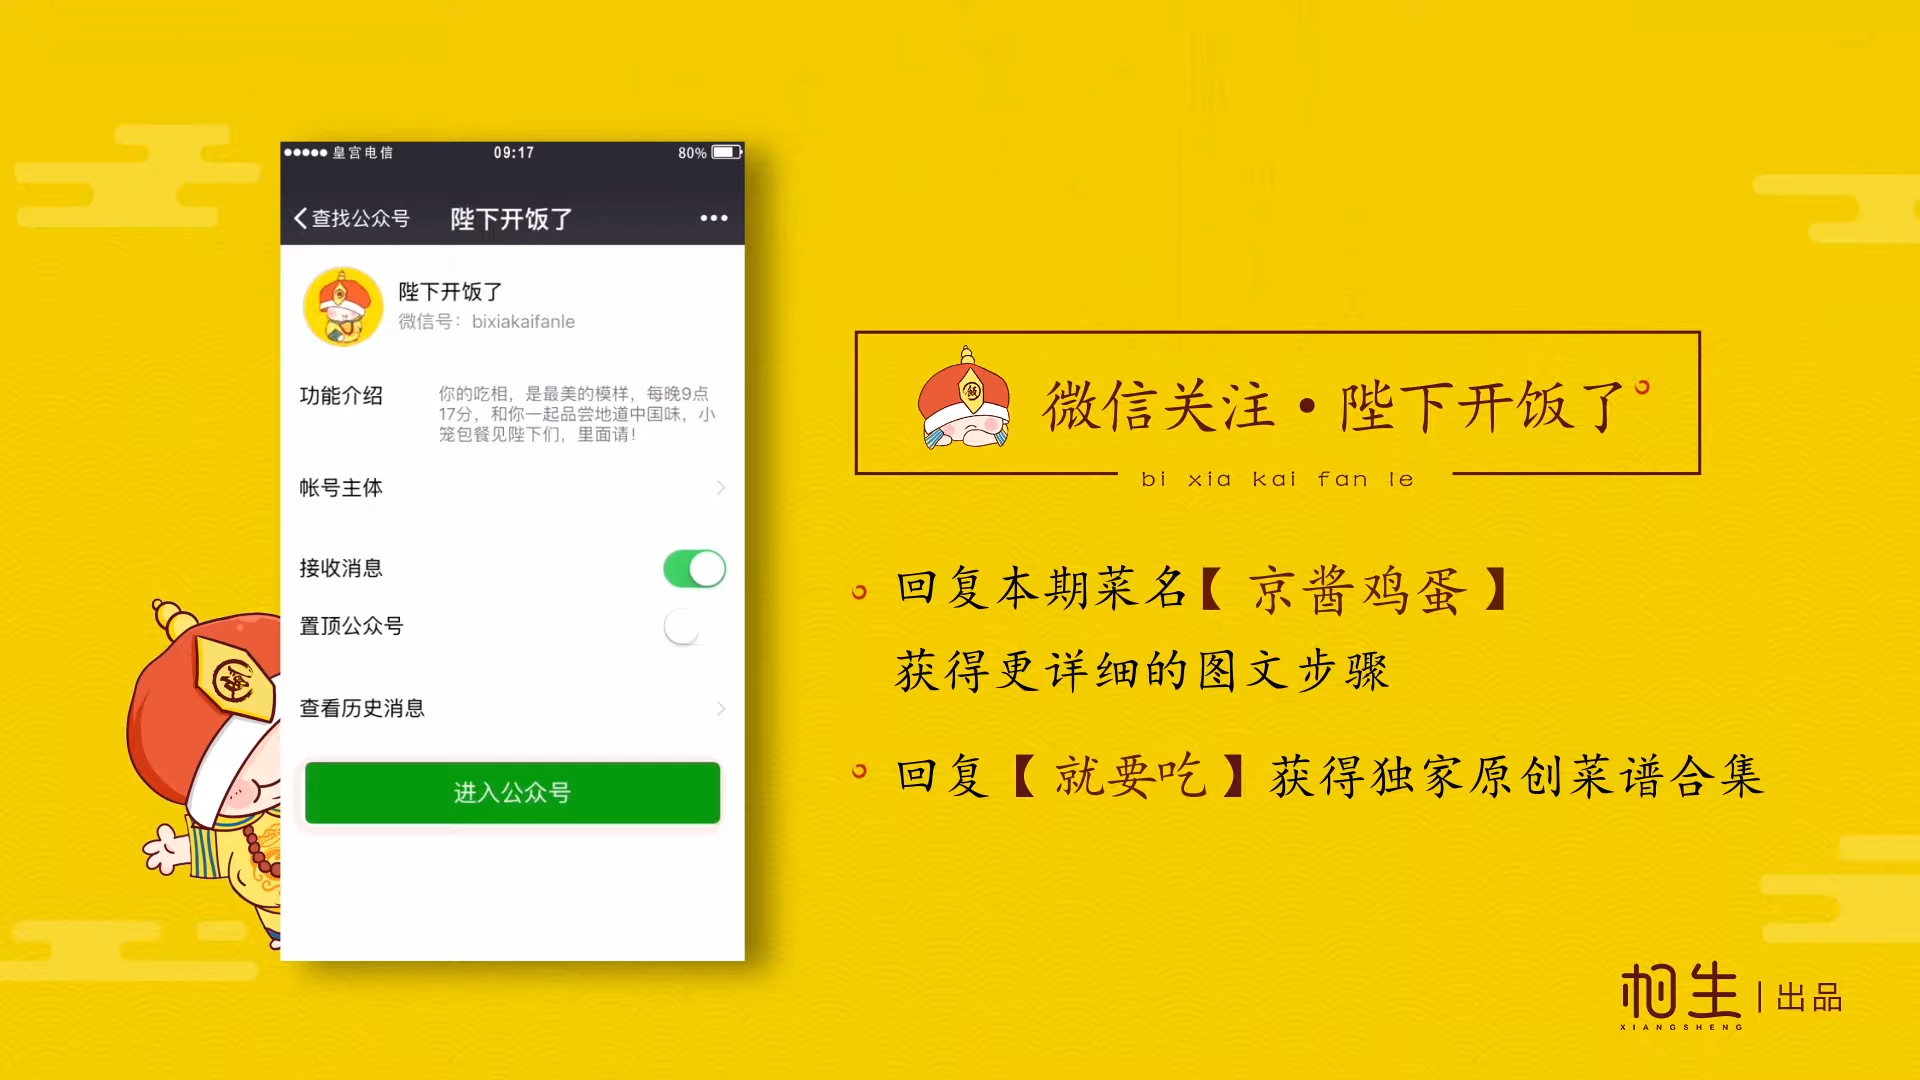 皇宫电信
09:17
80%
查找公众号
陛下开饭了
陛下开饭了
微信号：bixiakaifanle
功能介绍
你的吃相，是最美的模样，每晚9点
17分，和你一起品尝地道中国味，小
笼包餐见陛下们，里面请！
帐号主体
接收消息
置顶公众号
查看历史消息
进入公众号
微信关注·陛下开饭了
bi xia kai fan le
回复本期菜名【京酱鸡蛋】
获得更详细的图文步骤
回复【就要吃】获得独家原创菜谱合集
相生|出品
XIANGSHENG